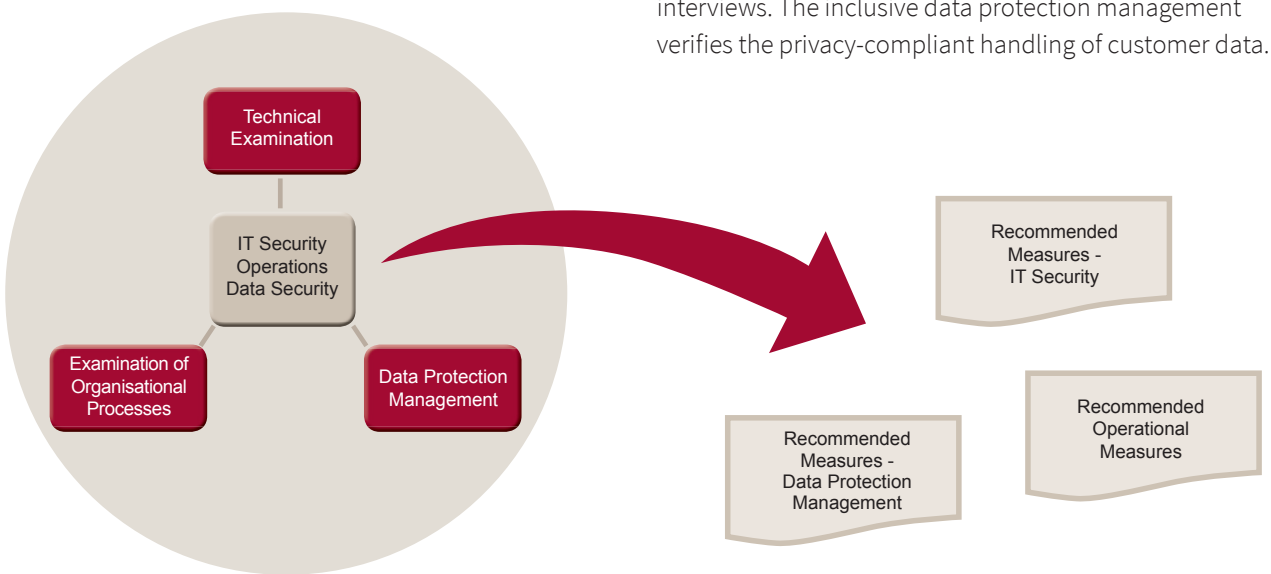 interviews. The inclusive data protection management
verifies the privacy-compliant handling of customer data.
Technical
Examination
IT Security
Operations
Data Security
Examination of
Organisational
Processes
Data Protection
Management
Recommended
Measures -
IT Security
Recommended
Operational
Measures
Recommended
Measures -
Data Protection
Management